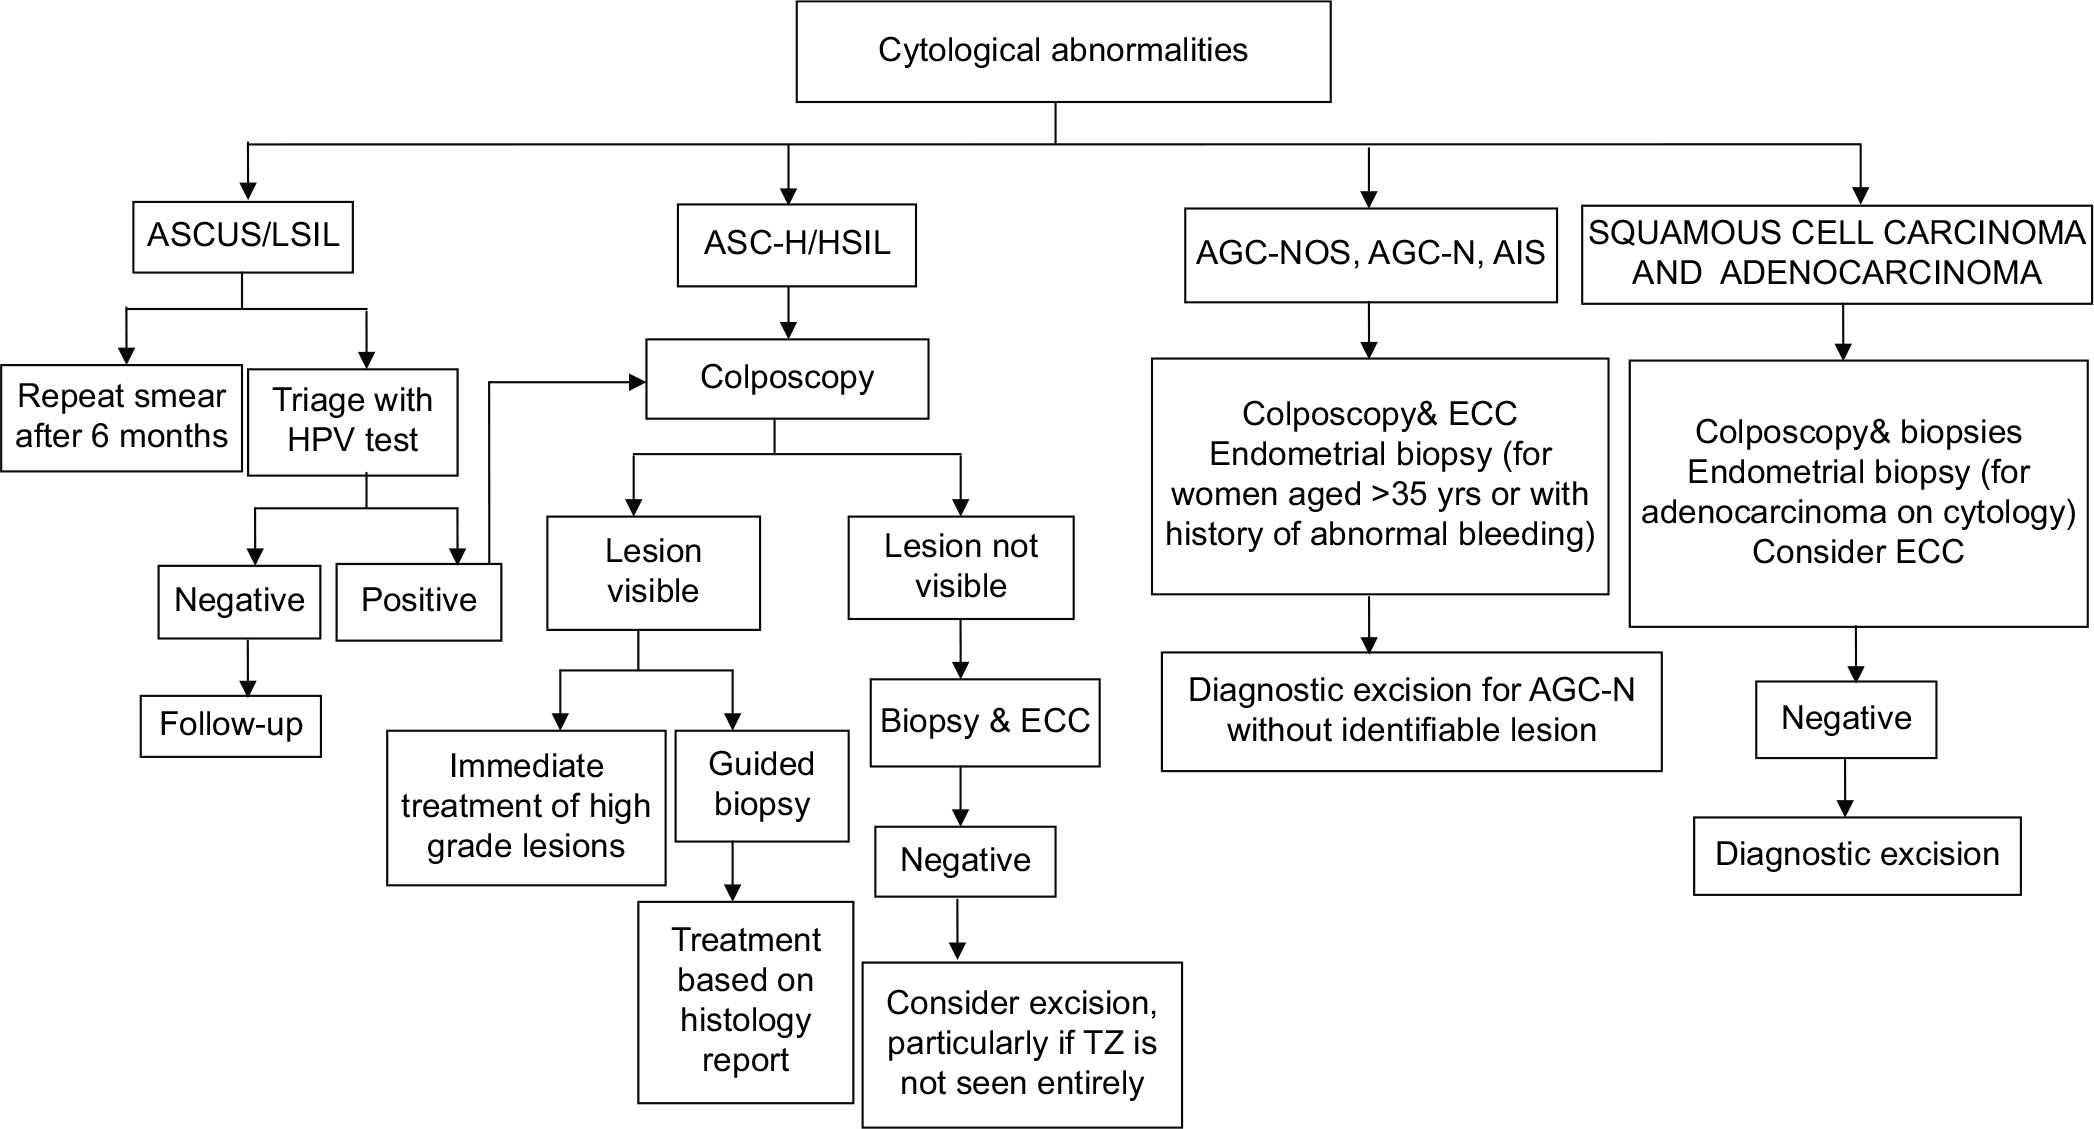 Cytological abnormalities
ASCUS/LSIL
ASC-H/HSIL
AGC-NOS, AGC-N, AIS
SQUAMOUS CELL CARCINOMA
AND ADENOCARCINOMA
Repeat smear
after 6 months
Triage with
HPV test
Colposcopy
Colposcopy& ECC
Endometrial biopsy (for
women aged >35 yrs or with
history of abnormal bleeding)
Colposcopy& biopsies
Endometrial biopsy (for
adenocarcinoma on cytology)
Consider ECC
Negative
Positive
Lesion
visible
Lesion not
visible
Follow-up
Immediate
treatment of high
grade lesions
Guided
biopsy
Biopsy & ECC
Diagnostic excision for AGC-N
without identifiable lesion
Negative
Negative
Diagnostic excision
Treatment
based on
histology
report
Consider excision,
particularly if TZ is
not seen entirely